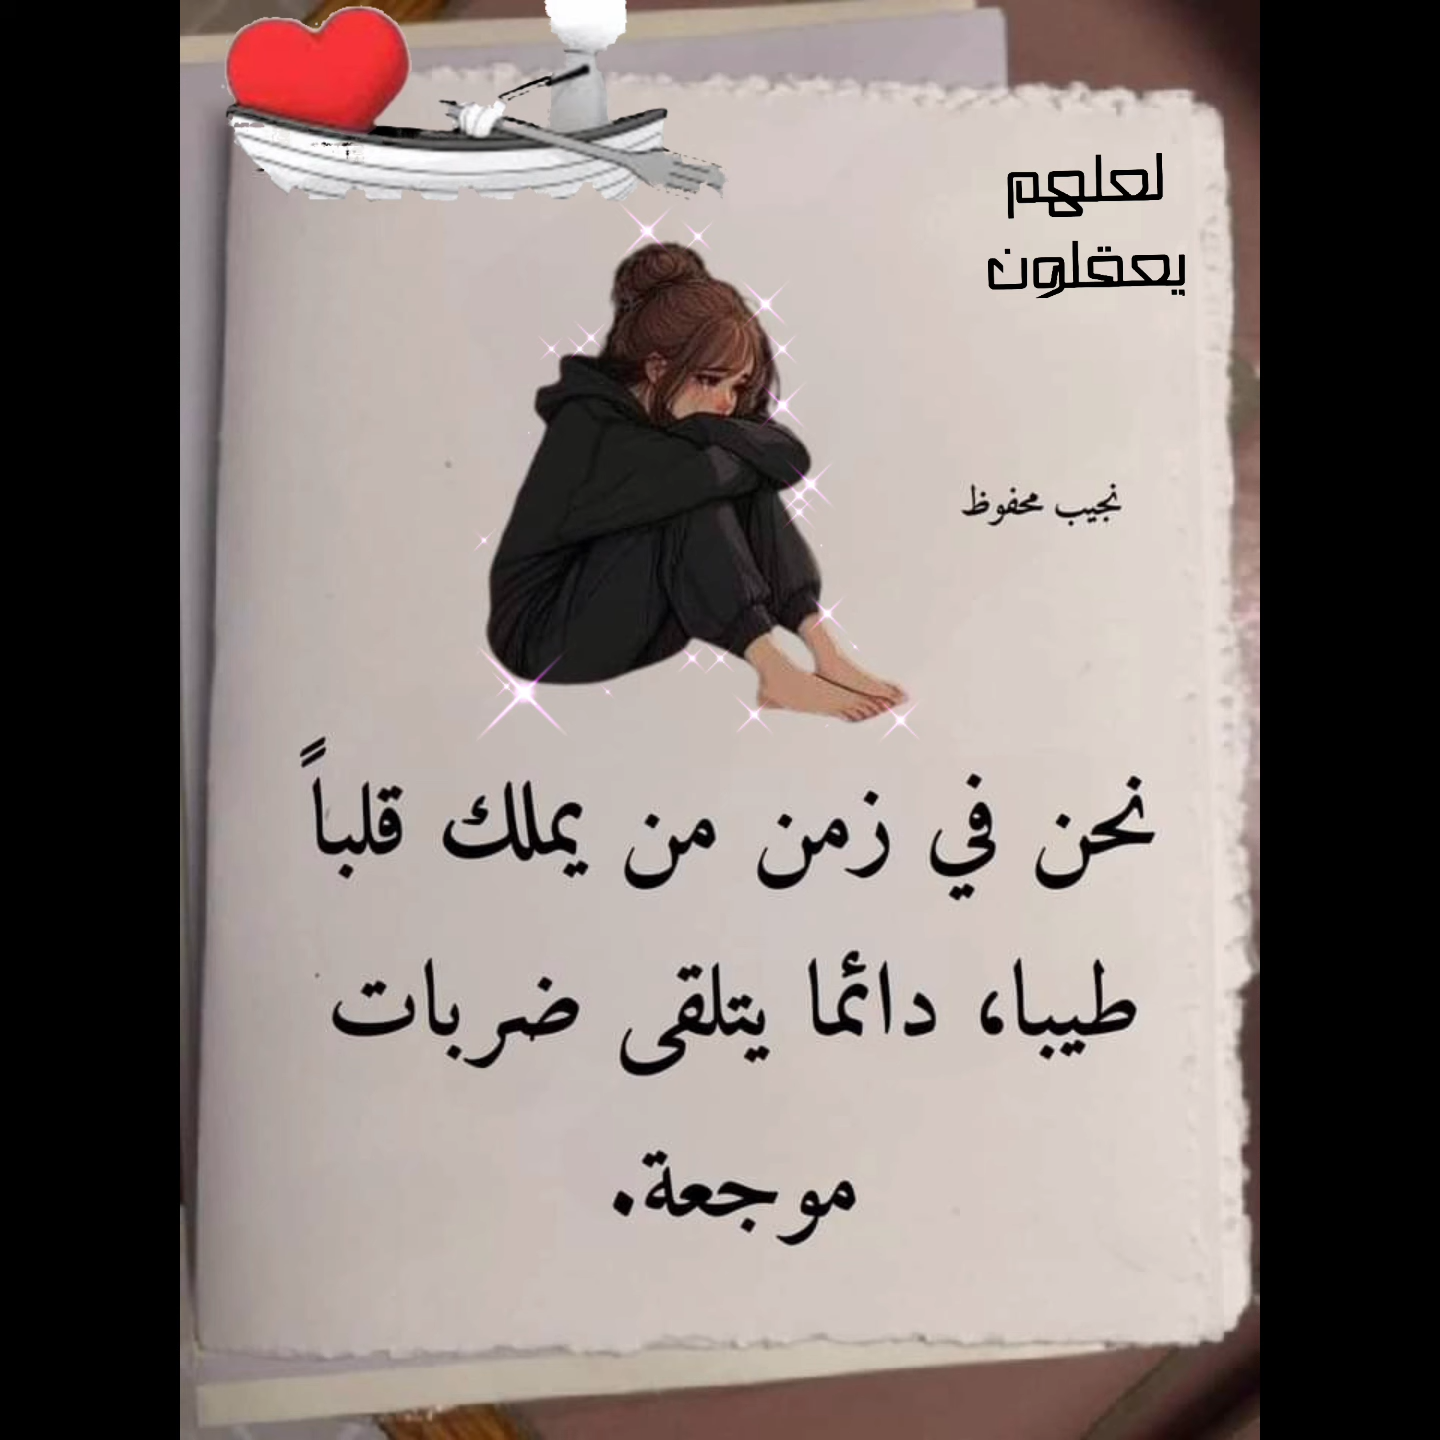 لعلهم
يعقلون
نجيب محفوظ
نحن في زمن من يملك قلباً
طيبا، دائما يتلقى ضربات
موجعة.